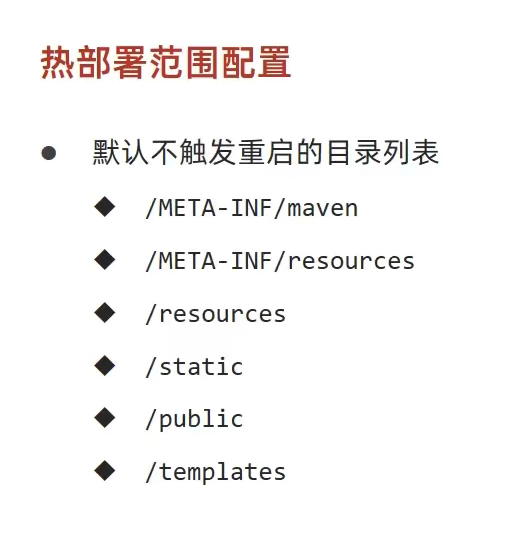 热部署范围配置
● 默认不触发重启的目录列表
◆ /META-INF/maven
◆ /META-INF/resources
◆ /resources
◆ /static
◆ /public
◆ /templates